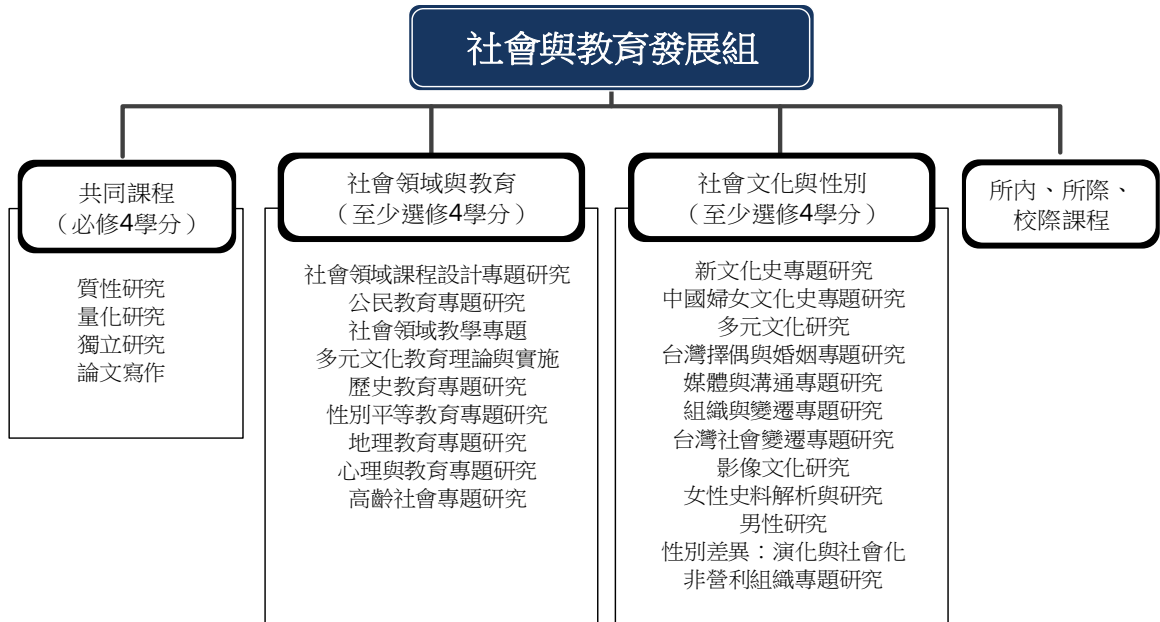 社會與教育發展組
共同課程
（必修4學分）
質性研究
量化研究
獨立研究
論文寫作
社會領域與教育
（至少選修4學分）
社會領域課程設計專題研究
公民教育專題研究
社會領域教學專題
多元文化教育理論與實施
歷史教育專題研究
性別平等教育專題研究
地理教育專題研究
心理與教育專題研究
高齡社會專題研究
社會文化與性別
（至少選修4學分）
新文化史專題研究
中國婦女文化史專題研究
多元文化研究
台灣擇偶與婚姻專題研究
媒體與溝通專題研究
組織與變遷專題研究
台灣社會變遷專題研究
影像文化研究
女性史料解析與研究
男性研究
性別差異：演化與社會化
非營利組織專題研究
所內、所際、
校際課程